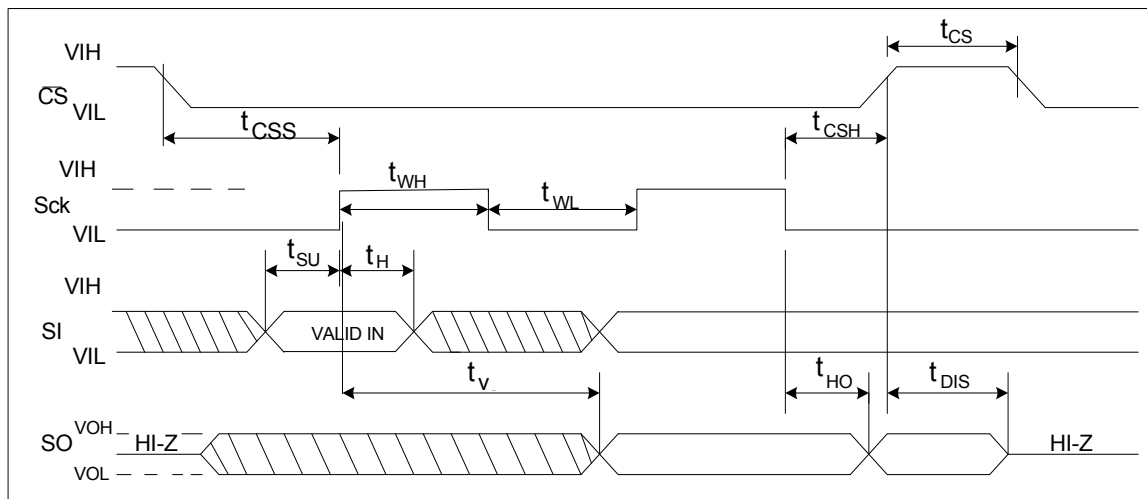 VIH
tCS
CS
VIL
tCSS
tCSH
VIH
tWH
Sck
tWL
VIL
tSU
tH
VIH
SI
VALID IN
VIL
tV
tHO
tDIS
SO
VOH
HI-Z
HI-Z
VOL